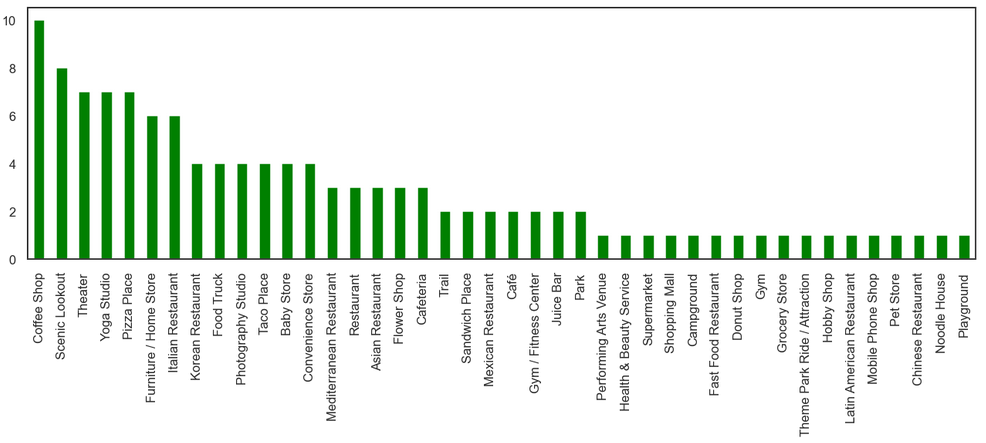 10
8
6
4
2
0
Coffee Shop
Scenic Lookout
Theater
Yoga Studio
Pizza Place
Furniture / Home Store
Italian Restaurant
Korean Restaurant
Food Truck
Photography Studio
Taco Place
Baby Store
Convenience Store
Mediterranean Restaurant
Restaurant
Asian Restaurant
Flower Shop
Cafeteria
Trail
Sandwich Place
Mexican Restaurant
Café
Gym / Fitness Center
Juice Bar
Park
Performing Arts Venue
Health & Beauty Service
Supermarket
Shopping Mall
Campground
Fast Food Restaurant
Donut Shop
Gym
Grocery Store
Theme Park Ride / Attraction
Hobby Shop
Latin American Restaurant
Mobile Phone Shop
Pet Store
Chinese Restaurant
Noodle House
Playground